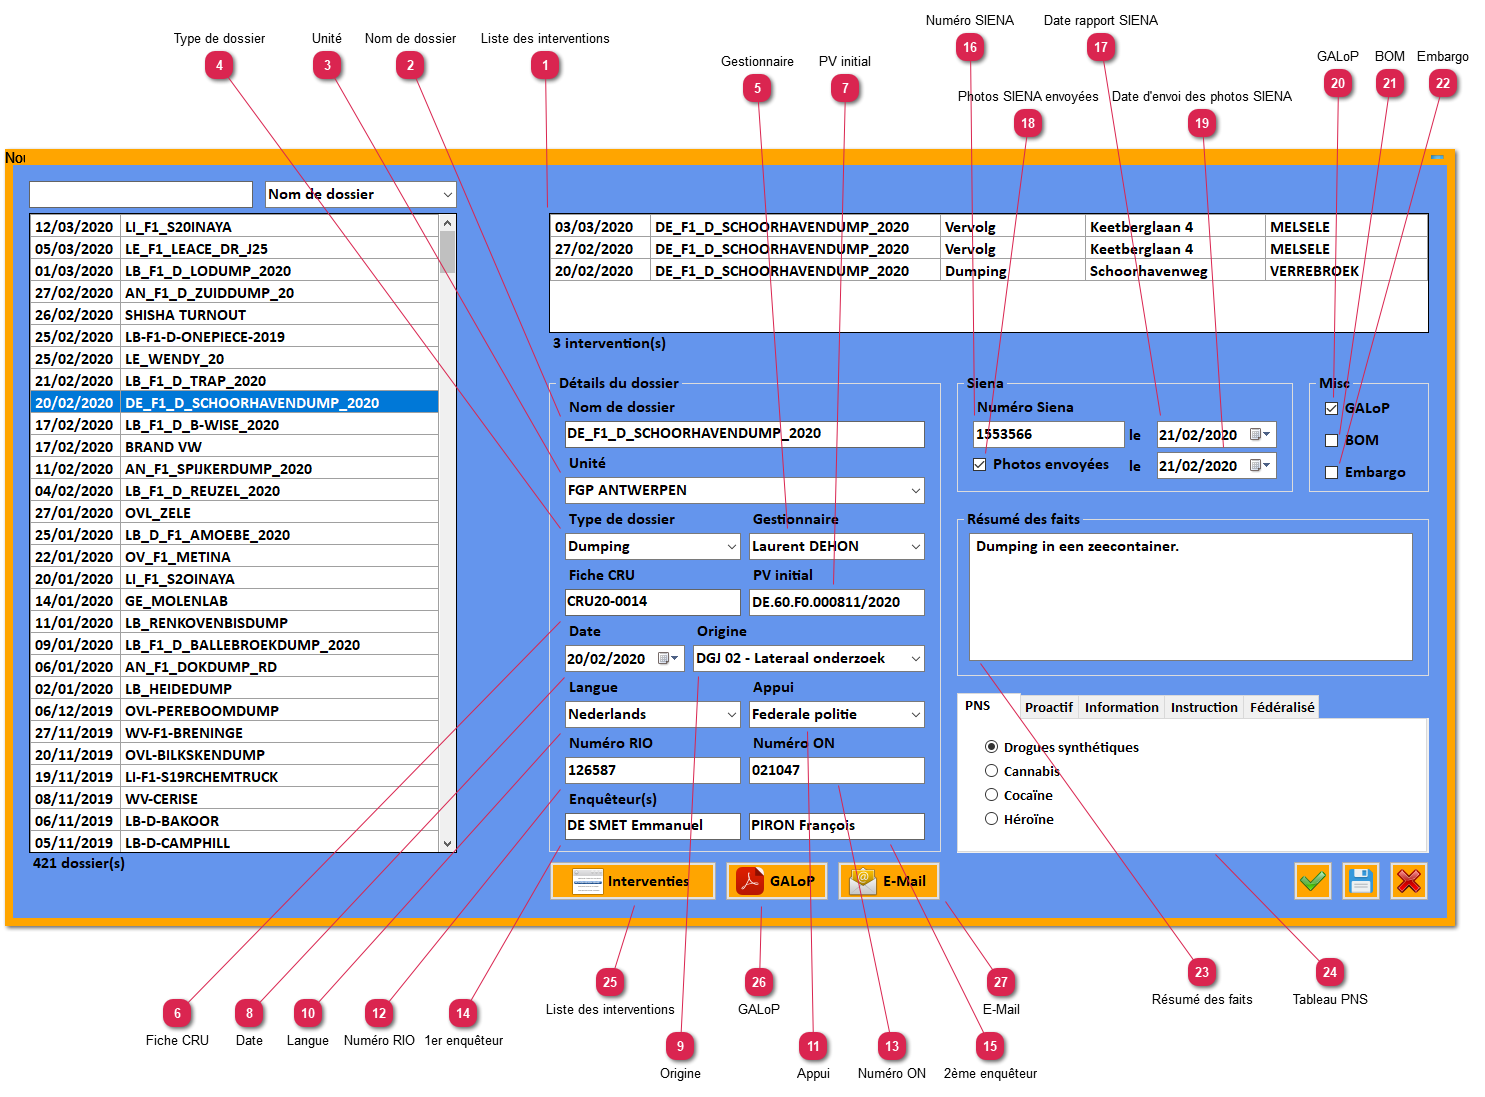 Numéro SIENA
Date rapport SIENA
16
17
Type de dossier
Unité
Nom de dossier
Liste des interventions
4
3
2
1
Gestionnaire
PV initial
5
7
GALoP
BOM
Embargo
20
21
22
Photos SIENA envoyées
Date d'envoi des photos SIENA
18
19
Nom de dossier
12/03/2020 LI_F1_S20INAYA
05/03/2020 LE_F1_LEACE_DR_J25
01/03/2020 LB_F1_D_LODUMP_2020
27/02/2020 AN_F1_D_ZUIDDUMP_20
26/02/2020 SHISHA TURNOUT
25/02/2020 LB-F1-D-ONEPIECE-2019
25/02/2020 LE_WENDY_20
21/02/2020 LB_F1_D_TRAP_2020
20/02/2020 DE_F1_D_SCHOORHAVENDUMP_2020
17/02/2020 LB_F1_D_B-WISE_2020
17/02/2020 BRAND VW
11/02/2020 AN_F1_SPIJKERDUMP_2020
04/02/2020 LB_F1_D_REUZEL_2020
27/01/2020 OVL_ZELE
25/01/2020 LB_D_F1_AMOEBE_2020
22/01/2020 OV_F1_METINA
20/01/2020 LI_F1_S2OINAYA
14/01/2020 GE_MOLENLAB
11/01/2020 LB_RENKOVENBISDUMP
09/01/2020 LB_F1_D_BALLEBROEKDUMP_2020
06/01/2020 AN_F1_DOKDUMP_RD
02/01/2020 LB_HEIDEDUMP
06/12/2019 OVL-PEREBOOMDUMP
27/11/2019 WV-F1-BRENINGE
20/11/2019 OVL-BILKSKENDUMP
19/11/2019 LI-F1-S19RCHEMTRUCK
08/11/2019 WV-CERISE
06/11/2019 LB-D-BAKOOR
05/11/2019 LB-D-CAMPHILL
421 dossier(s)
03/03/2020 DE_F1_D_SCHOORHAVENDUMP_2020 Vervolg Keetberglaan 4 MELSELE
27/02/2020 DE_F1_D_SCHOORHAVENDUMP_2020 Vervolg Keetberglaan 4 MELSELE
20/02/2020 DE_F1_D_SCHOORHAVENDUMP_2020 Dumping Schoorhavenweg VERREBROEK
3 intervention(s)
Détails du dossier
Nom de dossier
DE_F1_D_SCHOORHAVENDUMP_2020
Unité
FGP ANTWERPEN
Type de dossier Gestionnaire
Dumping Laurent DEHON
Fiche CRU PV initial
CRU20-0014 DE.60.F0.000811/2020
Date Origine
20/02/2020 DGJ 02 - Lateraal onderzoek
Langue Appui
Nederlands Federale politie
Numéro RIO Numéro ON
126587 021047
Enquêteur(s)
DE SMET Emmanuel PIRON François
Siena
Numéro Siena
1553566 le 21/02/2020
Photos envoyées le 21/02/2020
Misc
GALoP
BOM
Embargo
Résumé des faits
Dumping in een zeecontainer.
PNS Proactif Information Instruction Fédéralisé
Drogues synthétiques
Cannabis
Cocaïne
Héroïne
Interventies GALoP E-Mail
25
26
27
23
24
Liste des interventions
GALoP
E-Mail
Résumé des faits
Tableau PNS
6
8
10
12
14
Fiche CRU
Date
Langue
Numéro RIO
1er enquêteur
9
11
13
15
Origine
Appui
Numéro ON
2ème enquêteur